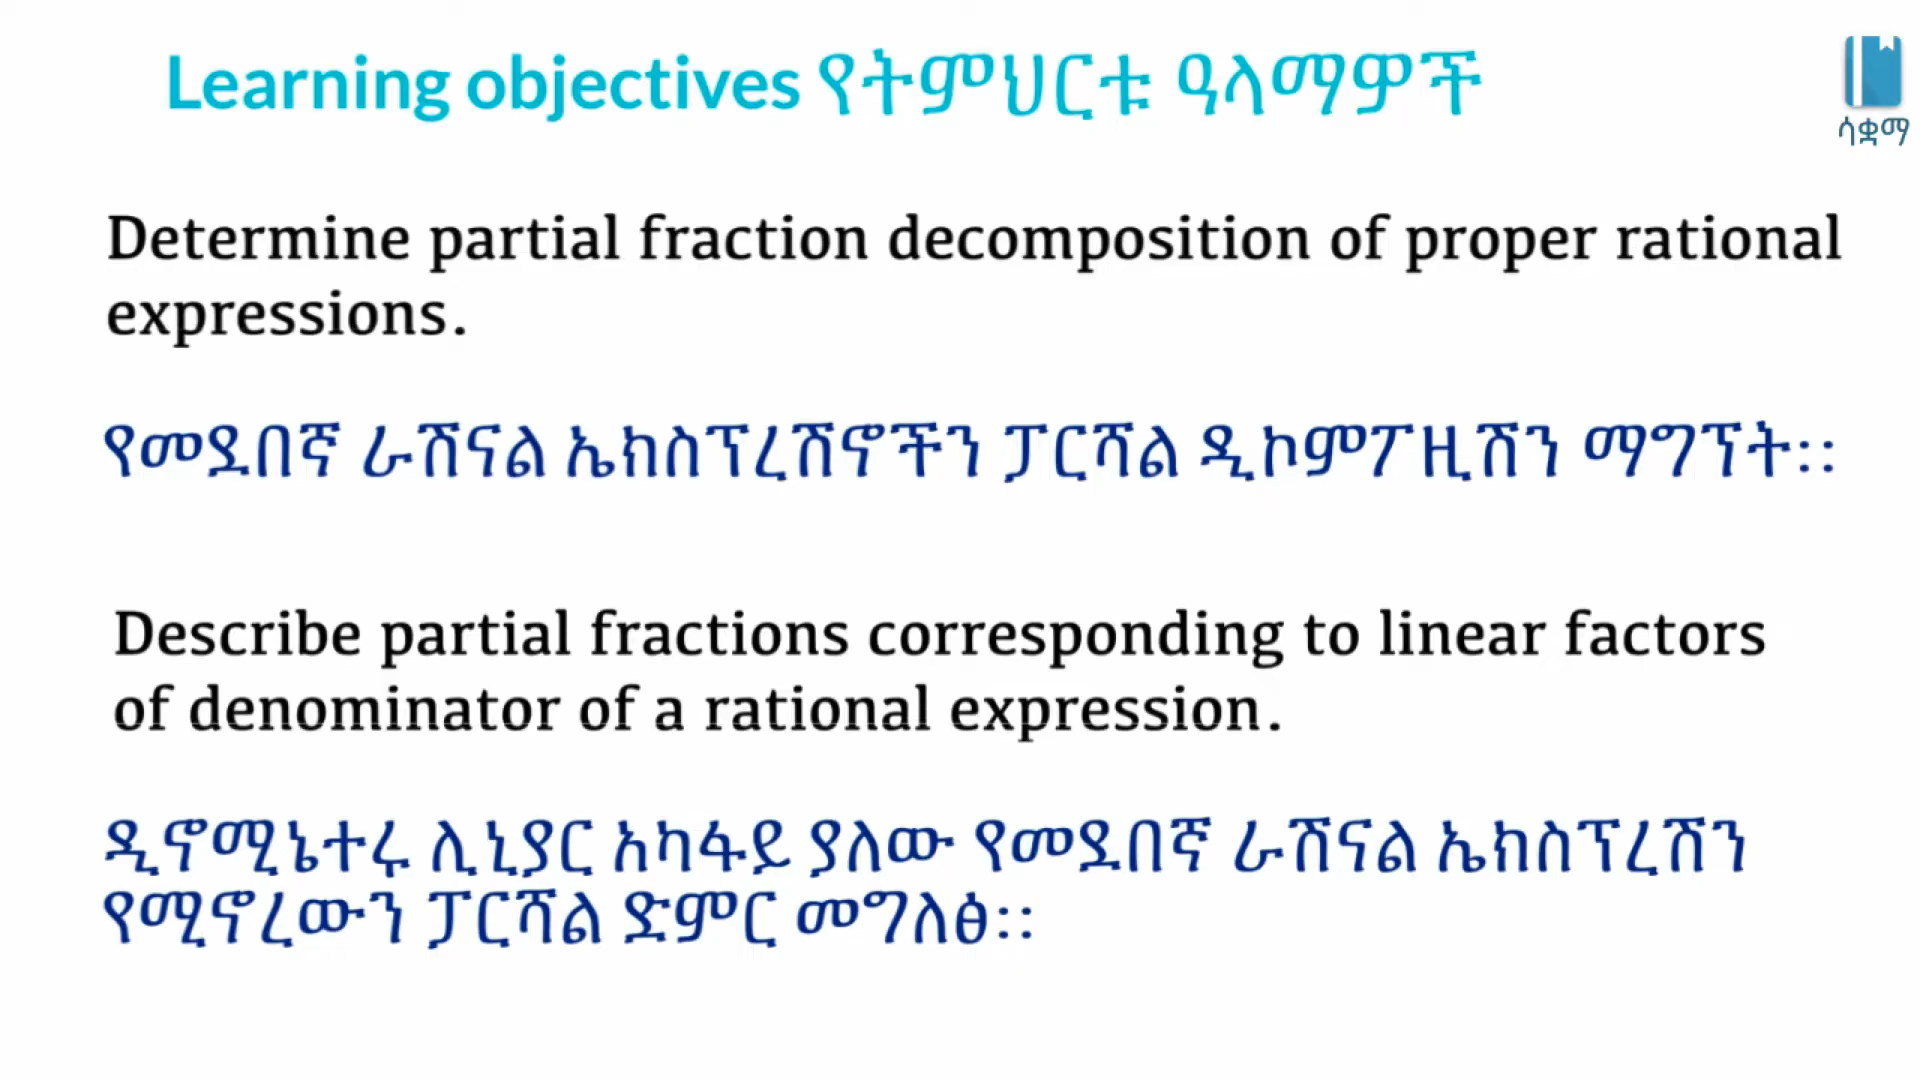 Learning objectives የትምህርቱ ዓላማዎች
ሳቋማ
Determine partial fraction decomposition of proper rational
expressions.
የመደበኛ ራሽናል ኤክስፕረሽኖችን ፓርሻል ዲኮምፖዚሽን ማግኘት፡፡
Describe partial fractions corresponding to linear factors
of denominator of a rational expression.
ዲኖሚኔተሩ ሊኒያር አካፋይ ያለው የመደበኛ ራሽናል ኤክስፕረሽን
የሚኖረውን ፓርሻል ድምር መግለፅ፡፡